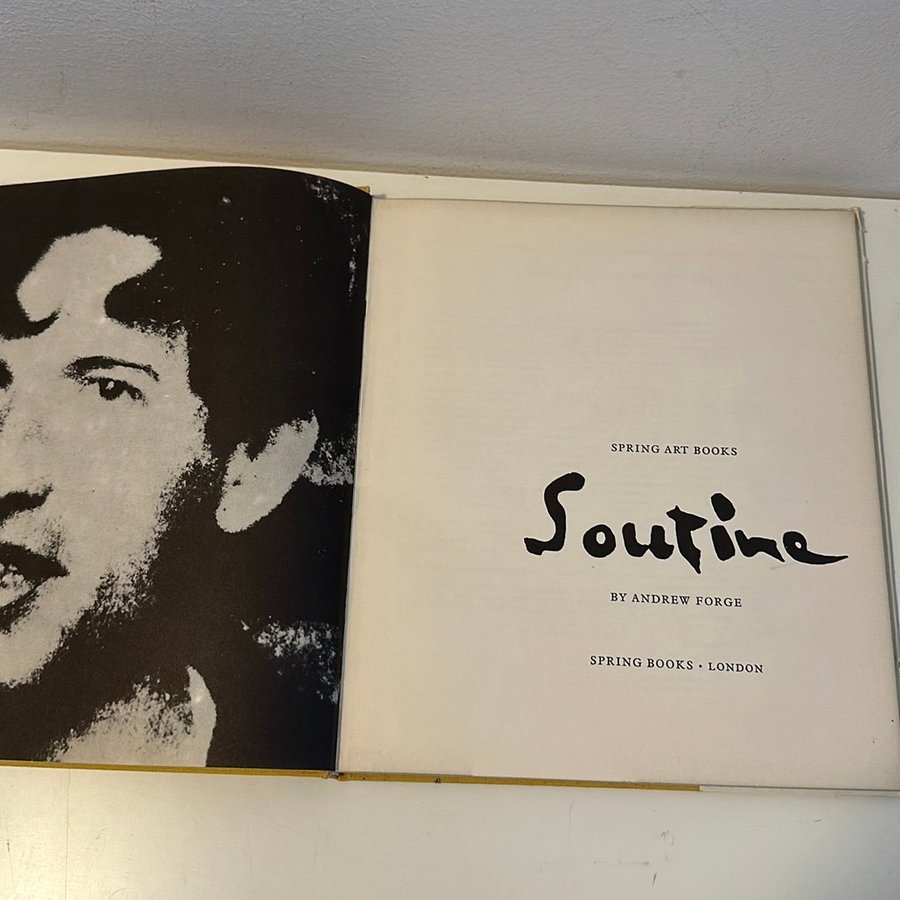 SPRING ART BOOKS
Soutine
BY ANDREW FORGE
SPRING BOOKS • LONDON